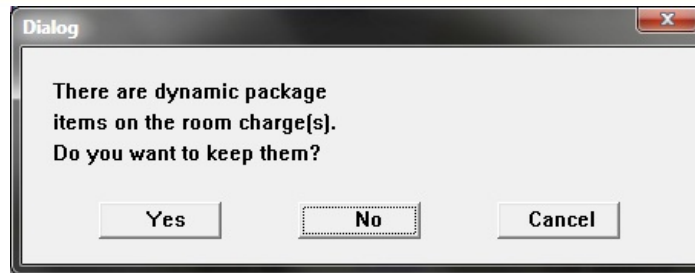 Dialog
There are dynamic package
items on the room charge(s).
Do you want to keep them?
Yes No Cancel